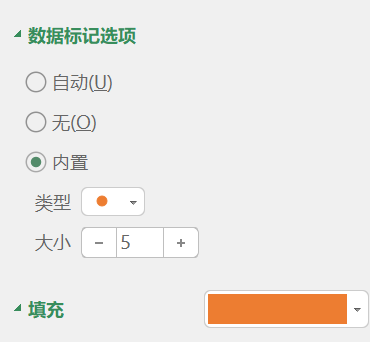 数据标记选项
自动(U)
无(O)
内置
类型
大小 - 5 +
填充